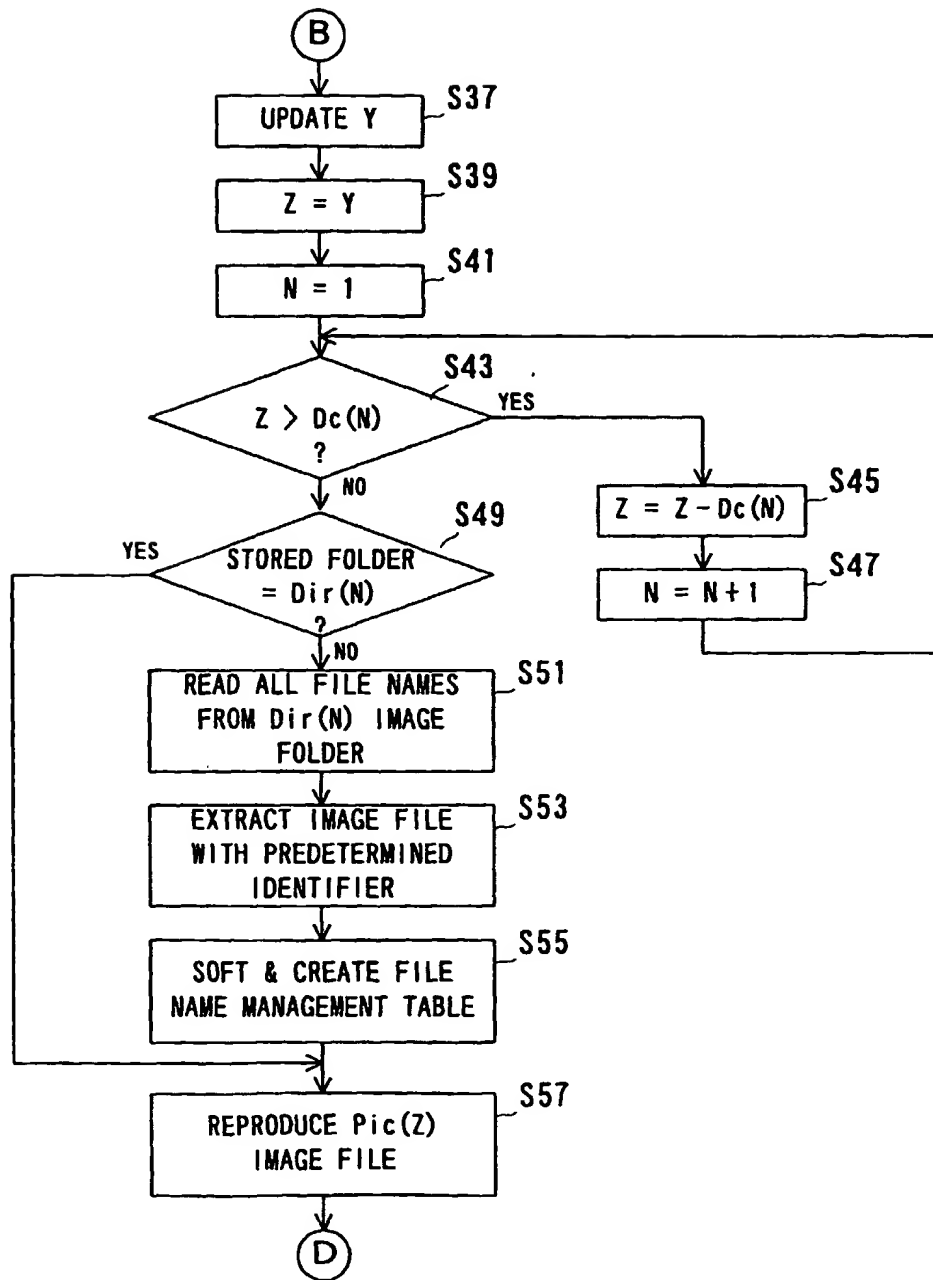 B
S37
UPDATE Y
S39
Z = Y
S41
N = 1
S43
Z > Dc(N)
?
YES
NO
S45
Z = Z-Dc(N)
S47
N = N+1
S49
YES
STORED FOLDER
= Dir(N)
?
NO
S51
READ ALL FILE NAMES
FROM Dir(N) IMAGE
FOLDER
S53
EXTRACT IMAGE FILE
WITH PREDETERMINED
IDENTIFIER
S55
SOFT & CREATE FILE
NAME MANAGEMENT TABLE
S57
REPRODUCE Pic(Z)
IMAGE FILE
D